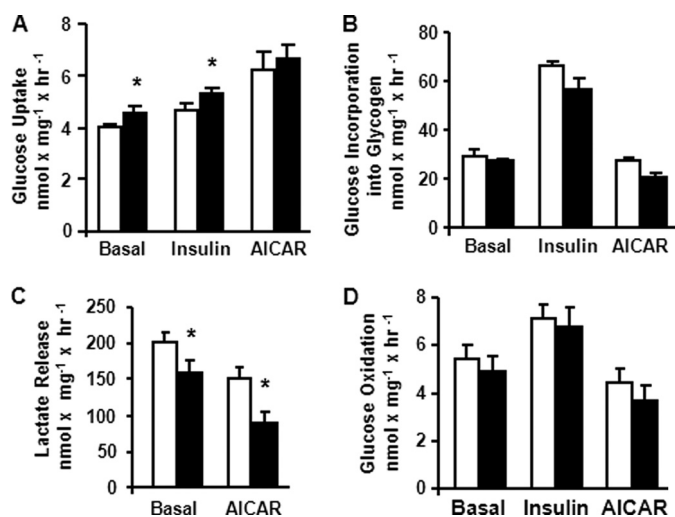 A
Glucose Uptake
nmol x mg⁻¹ x hr⁻¹
8
6
4
2
0
*
*
Basal Insulin AICAR
B
Glucose Incorporation
into Glycogen
nmol x mg⁻¹ x hr⁻¹
80
60
40
20
0
Basal Insulin AICAR
C
Lactate Release
nmol x mg⁻¹ x hr⁻¹
250
200
150
100
50
0
*
*
Basal AICAR
D
Glucose Oxidation
nmol x mg⁻¹ x hr⁻¹
8
6
4
2
0
Basal Insulin AICAR